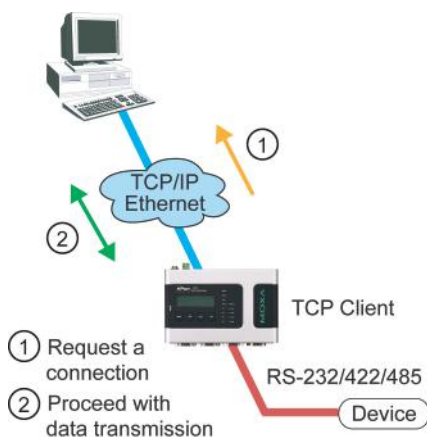 1
TCP/IP
Ethernet
2
TCP Client
MOXA
1 Request a
connection
RS-232/422/485
2 Proceed with
data transmission
Device